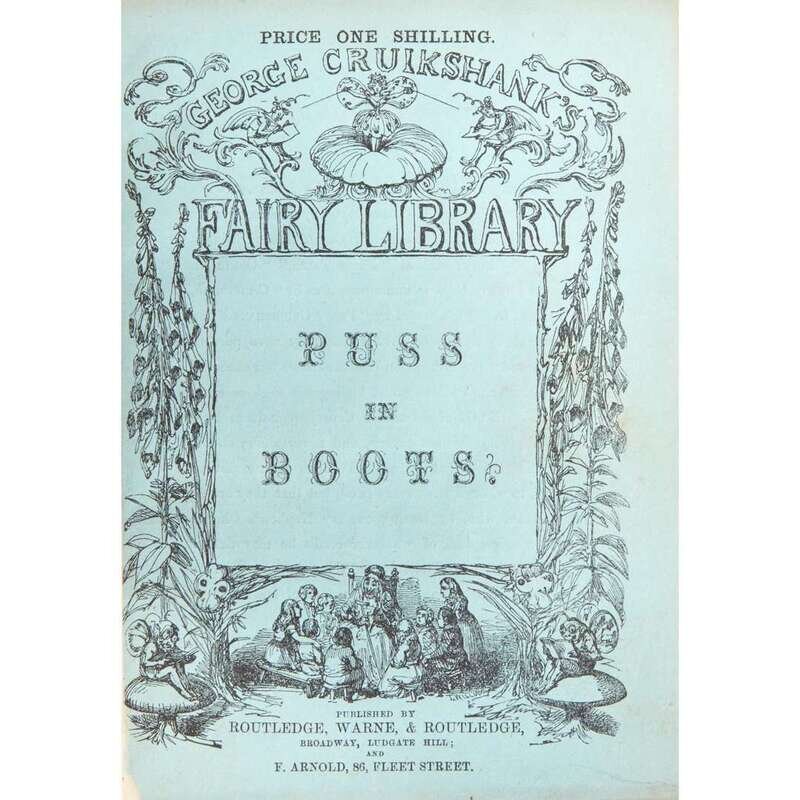 PRICE ONE SHILLING.
GEORGE CRUIKSHANK'S
FAIRY LIBRARY
PUSS
IN
BOOTS.
PUBLISHED BY
ROUTLEDGE, WARNE, & ROUTLEDGE,
BROADWAY, LUDGATE HILL;
AND
F. ARNOLD, 86, FLEET STREET.